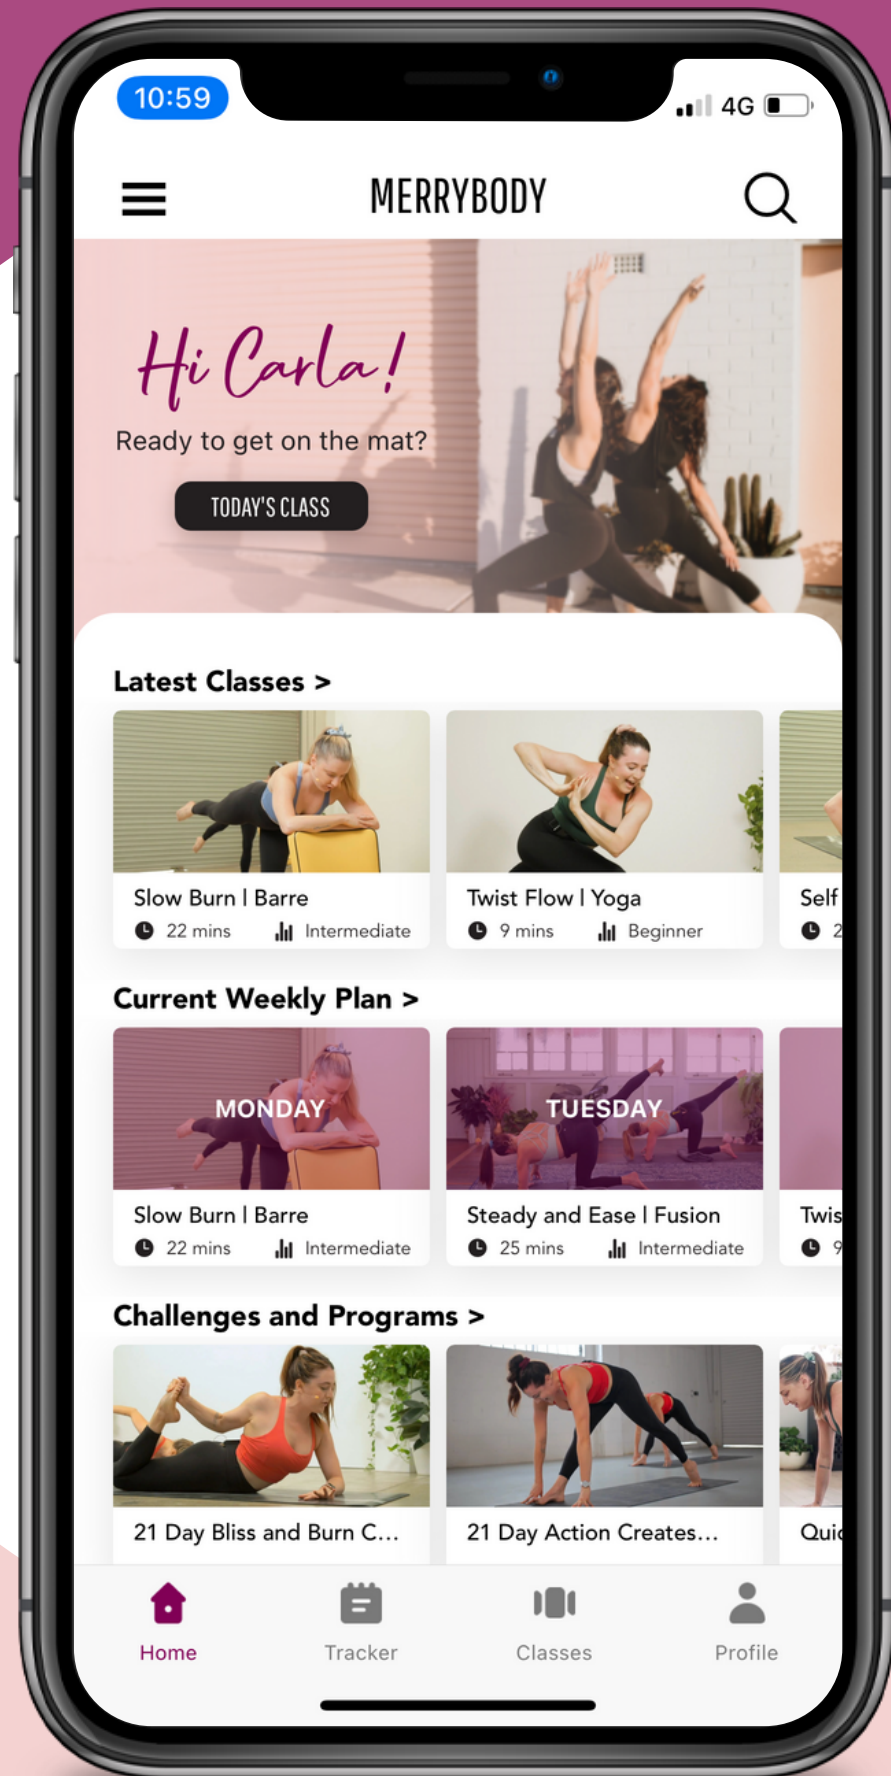 10:59
4G
MERRYBODY
Hi Carla!
Ready to get on the mat?
TODAY'S CLASS
Latest Classes >
Slow Burn | Barre
22 mins Intermediate
Twist Flow | Yoga
9 mins Beginner
Self
2
Current Weekly Plan >
MONDAY
Slow Burn | Barre
22 mins Intermediate
TUESDAY
Steady and Ease | Fusion
25 mins Intermediate
Twis
9
Challenges and Programs >
21 Day Bliss and Burn C...
21 Day Action Creates...
Quic
Home
Tracker
Classes
Profile